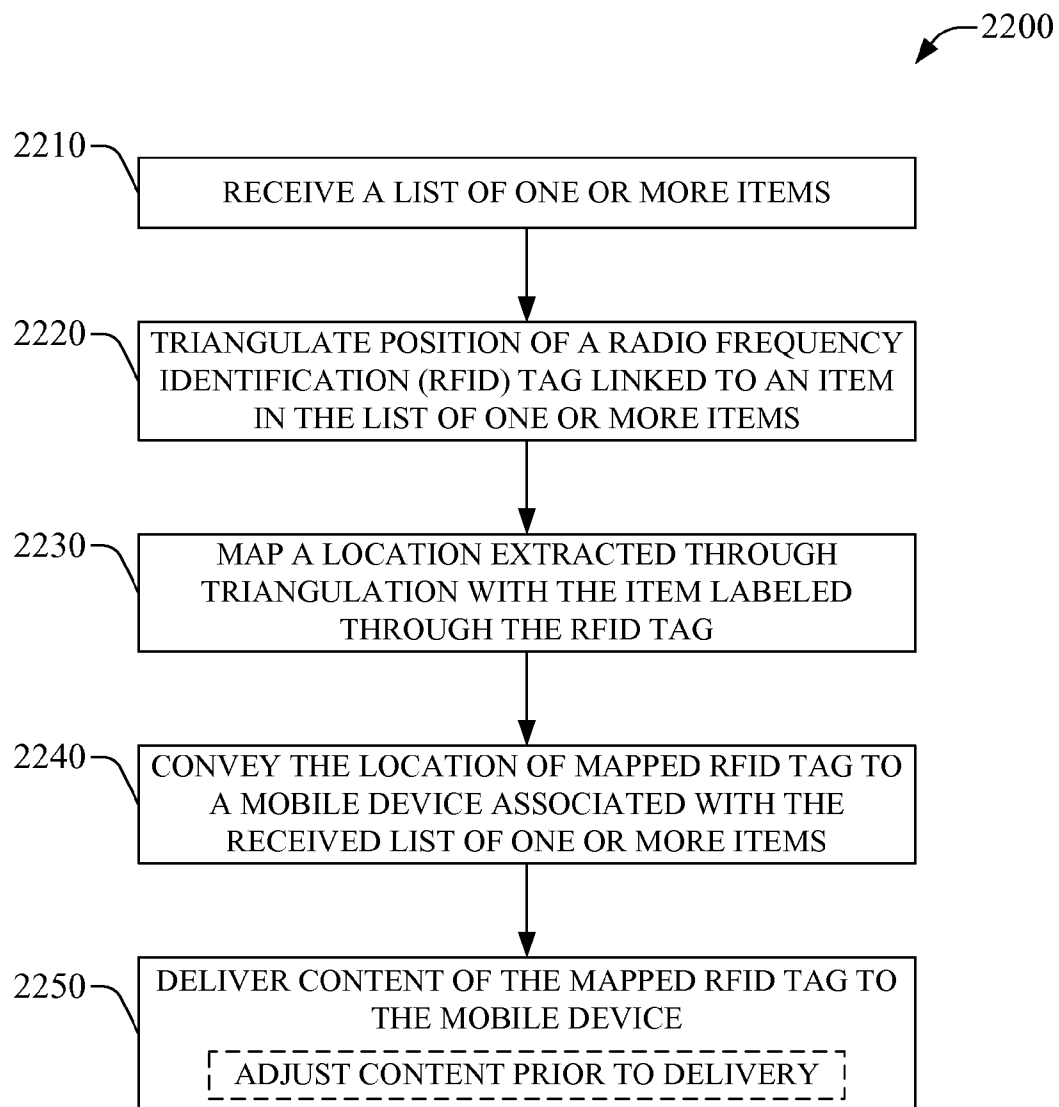 2200
2210
RECEIVE A LIST OF ONE OR MORE ITEMS
2220
TRIANGULATE POSITION OF A RADIO FREQUENCY
IDENTIFICATION (RFID) TAG LINKED TO AN ITEM
IN THE LIST OF ONE OR MORE ITEMS
2230
MAP A LOCATION EXTRACTED THROUGH
TRIANGULATION WITH THE ITEM LABELED
THROUGH THE RFID TAG
2240
CONVEY THE LOCATION OF MAPPED RFID TAG TO
A MOBILE DEVICE ASSOCIATED WITH THE
RECEIVED LIST OF ONE OR MORE ITEMS
2250
DELIVER CONTENT OF THE MAPPED RFID TAG TO
THE MOBILE DEVICE
ADJUST CONTENT PRIOR TO DELIVERY